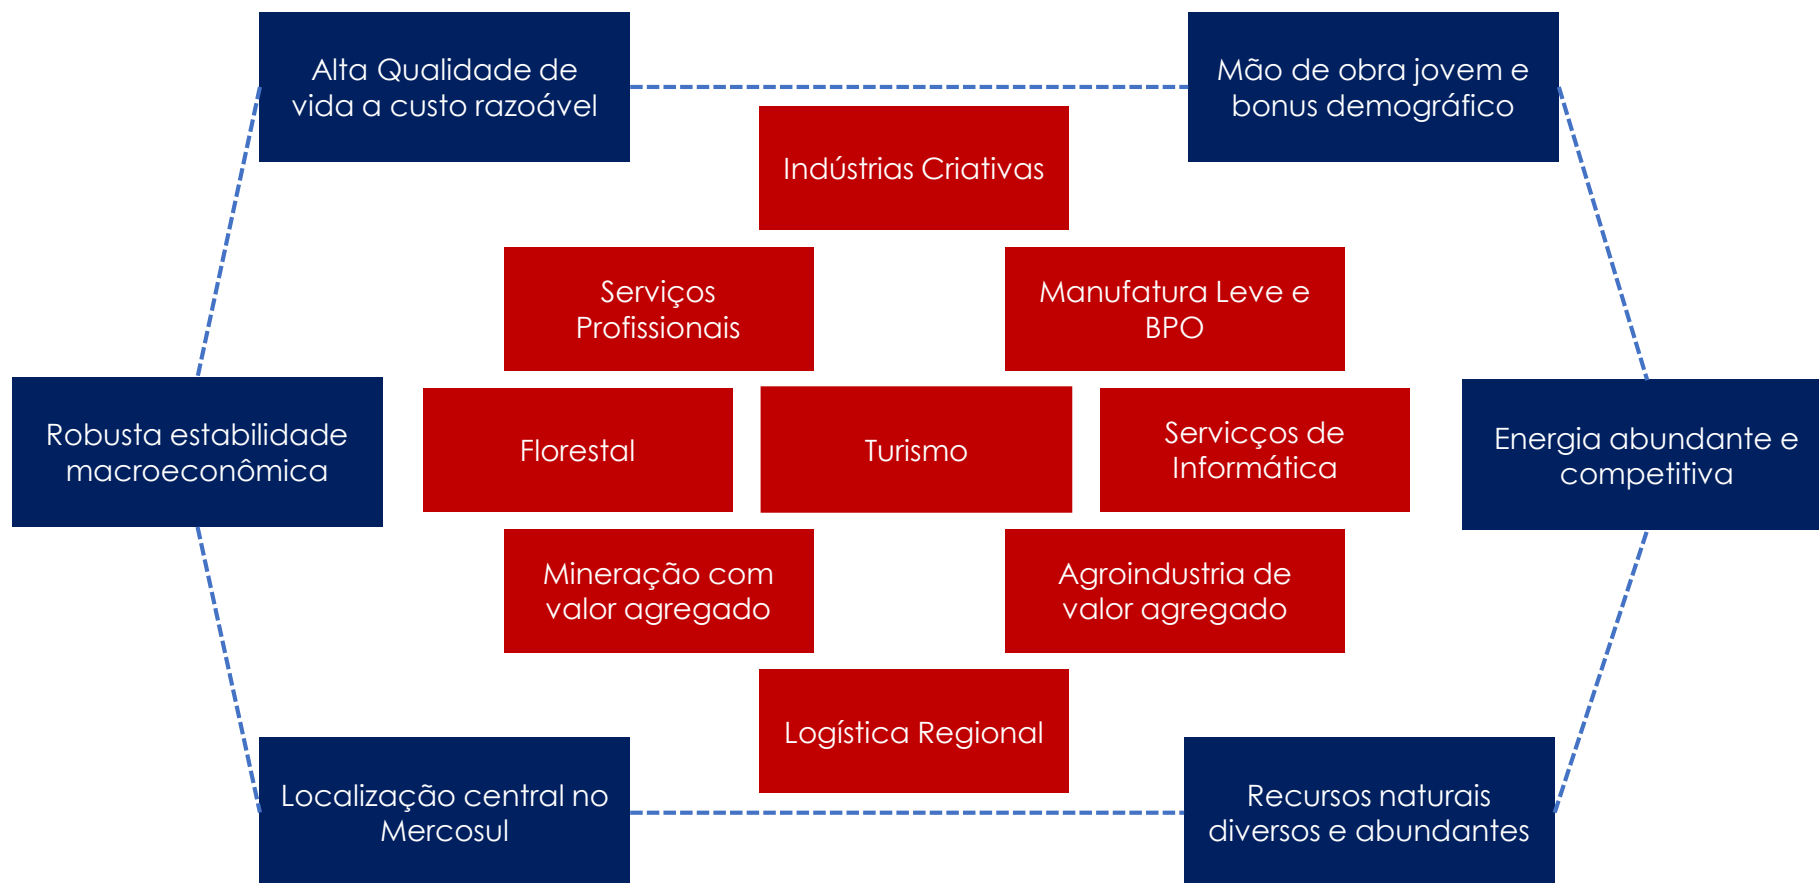 Alta Qualidade de
vida a custo razoável
Mão de obra jovem e
bonus demográfico
Indústrias Criativas
Serviços
Profissionais
Manufatura Leve e
BPO
Robusta estabilidade
macroeconômica
Florestal
Turismo
Servicços de
Informática
Energia abundante e
competitiva
Mineração com
valor agregado
Agroindustria de
valor agregado
Logística Regional
Localização central no
Mercosul
Recursos naturais
diversos e abundantes